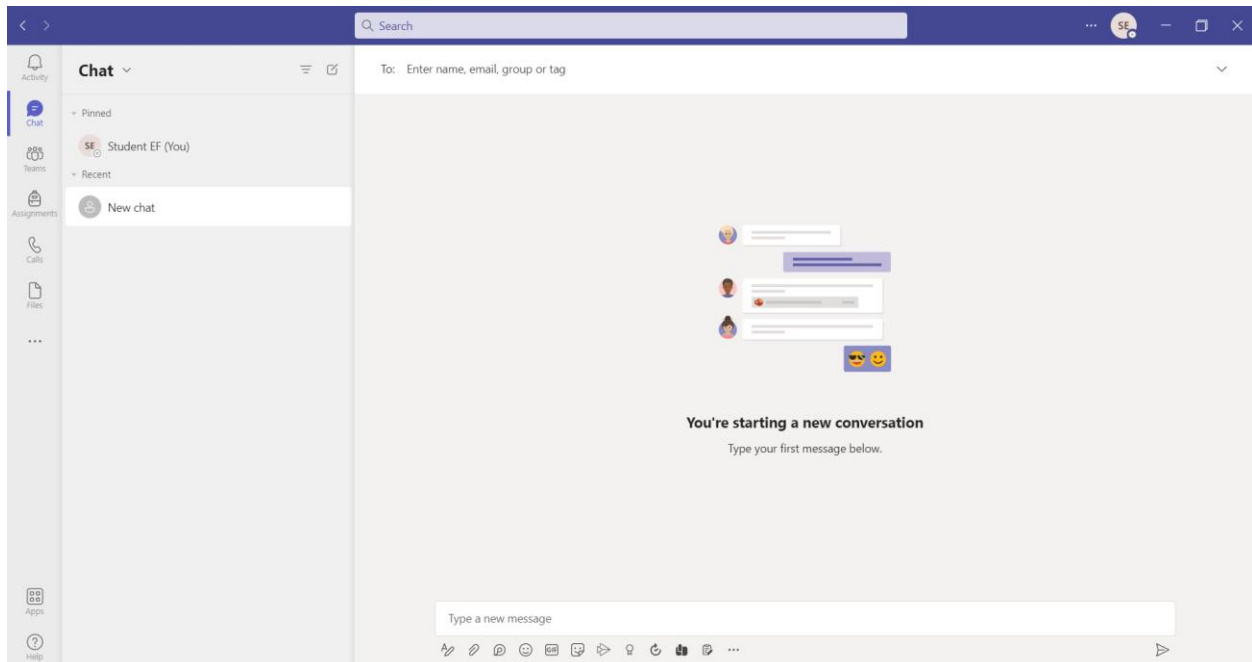 Search
SE
Activity
Chat
Teams
Assignments
Calls
Files
Apps
Help
Chat
Pinned
SE Student EF (You)
Recent
New chat
To: Enter name, email, group or tag
You're starting a new conversation
Type your first message below.
Type a new message
GIF